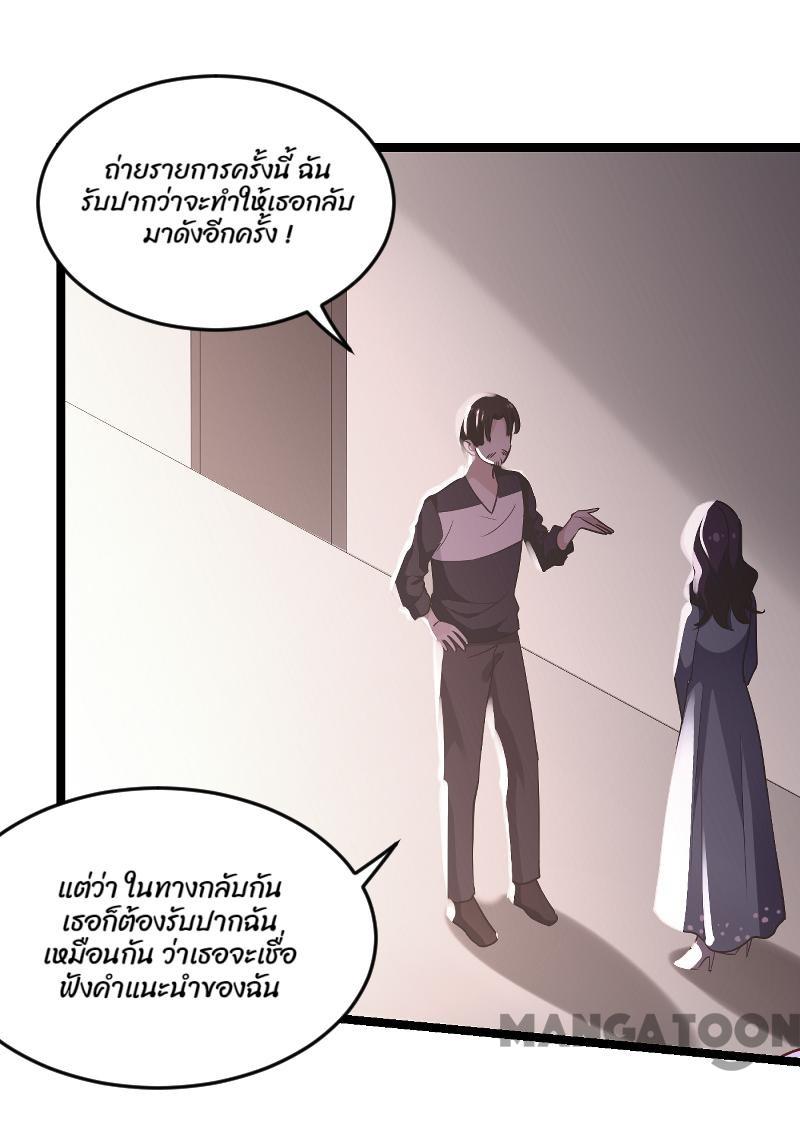 ถ่ายรายการครั้งนี้ ฉัน
รับปากว่าจะทำให้เธอกลับ
มาดังอีกครั้ง !
แต่ว่า ในทางกลับกัน
เธอก็ต้องรับปากฉัน
เหมือนกัน ว่าเธอจะเชื่อ
ฟังคำแนะนำของฉัน
MANGATOON